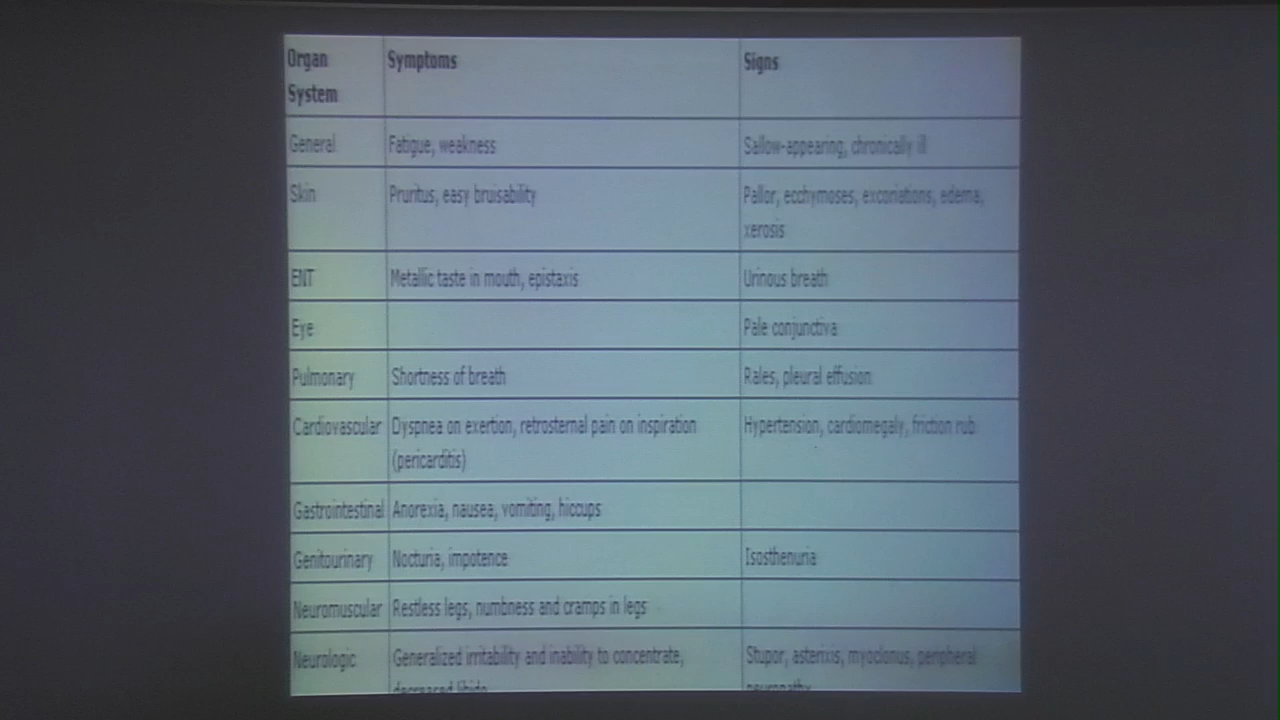 Organ System Symptoms Signs
General Fatigue, weakness Sallow-appearing, chronically ill
Skin Pruritus, easy bruisability Pallor, ecchymoses, excoriations, edema,
xerosis
ENT Metallic taste in mouth, epistaxis Urinous breath
Eye Pale conjunctiva
Pulmonary Shortness of breath Rales, pleural effusion
Cardiovascular Dyspnea on exertion, retrosternal pain on inspiration Hypertension, cardiomegaly, friction rub
(pericarditis)
Gastrointestinal Anorexia, nausea, vomiting, hiccups
Genitourinary Nocturia, impotence Isosthenuria
Neuromuscular Restless legs, numbness and cramps in legs
Neurologic Generalized irritability and inability to concentrate, Stupor, asterixis, myoclonus, peripheral
decreased libido neuropathy